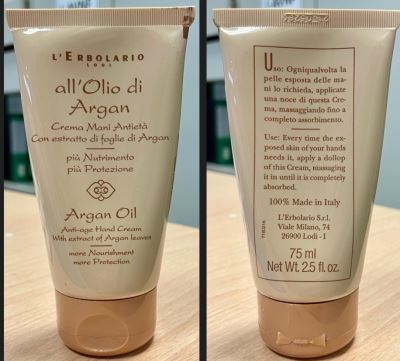 L'ERBOLARIO
LODI
all'Olio di
Argan
Crema Mani Antietà
Con estratto di foglie di Argan
più Nutrimento
più Protezione
Argan Oil
Anti-age Hand Cream
With extract of Argan leaves
more Nourishment
more Protection
Uso: Ogniqualvolta la
pelle esposta delle ma-
ni lo richieda, applicate
una noce di questa Cre-
ma, massaggiando fino a
completo assorbimento.
Use: Every time the ex-
posed skin of your hands
needs it, apply a dollop
of this Cream, massaging
it in until it is completely
absorbed.
100% Made in Italy
L'Erbolario S.r.l.
Viale Milano, 74
26900 Lodi - I
75 ml
Net Wt. 2.5 fl. oz.